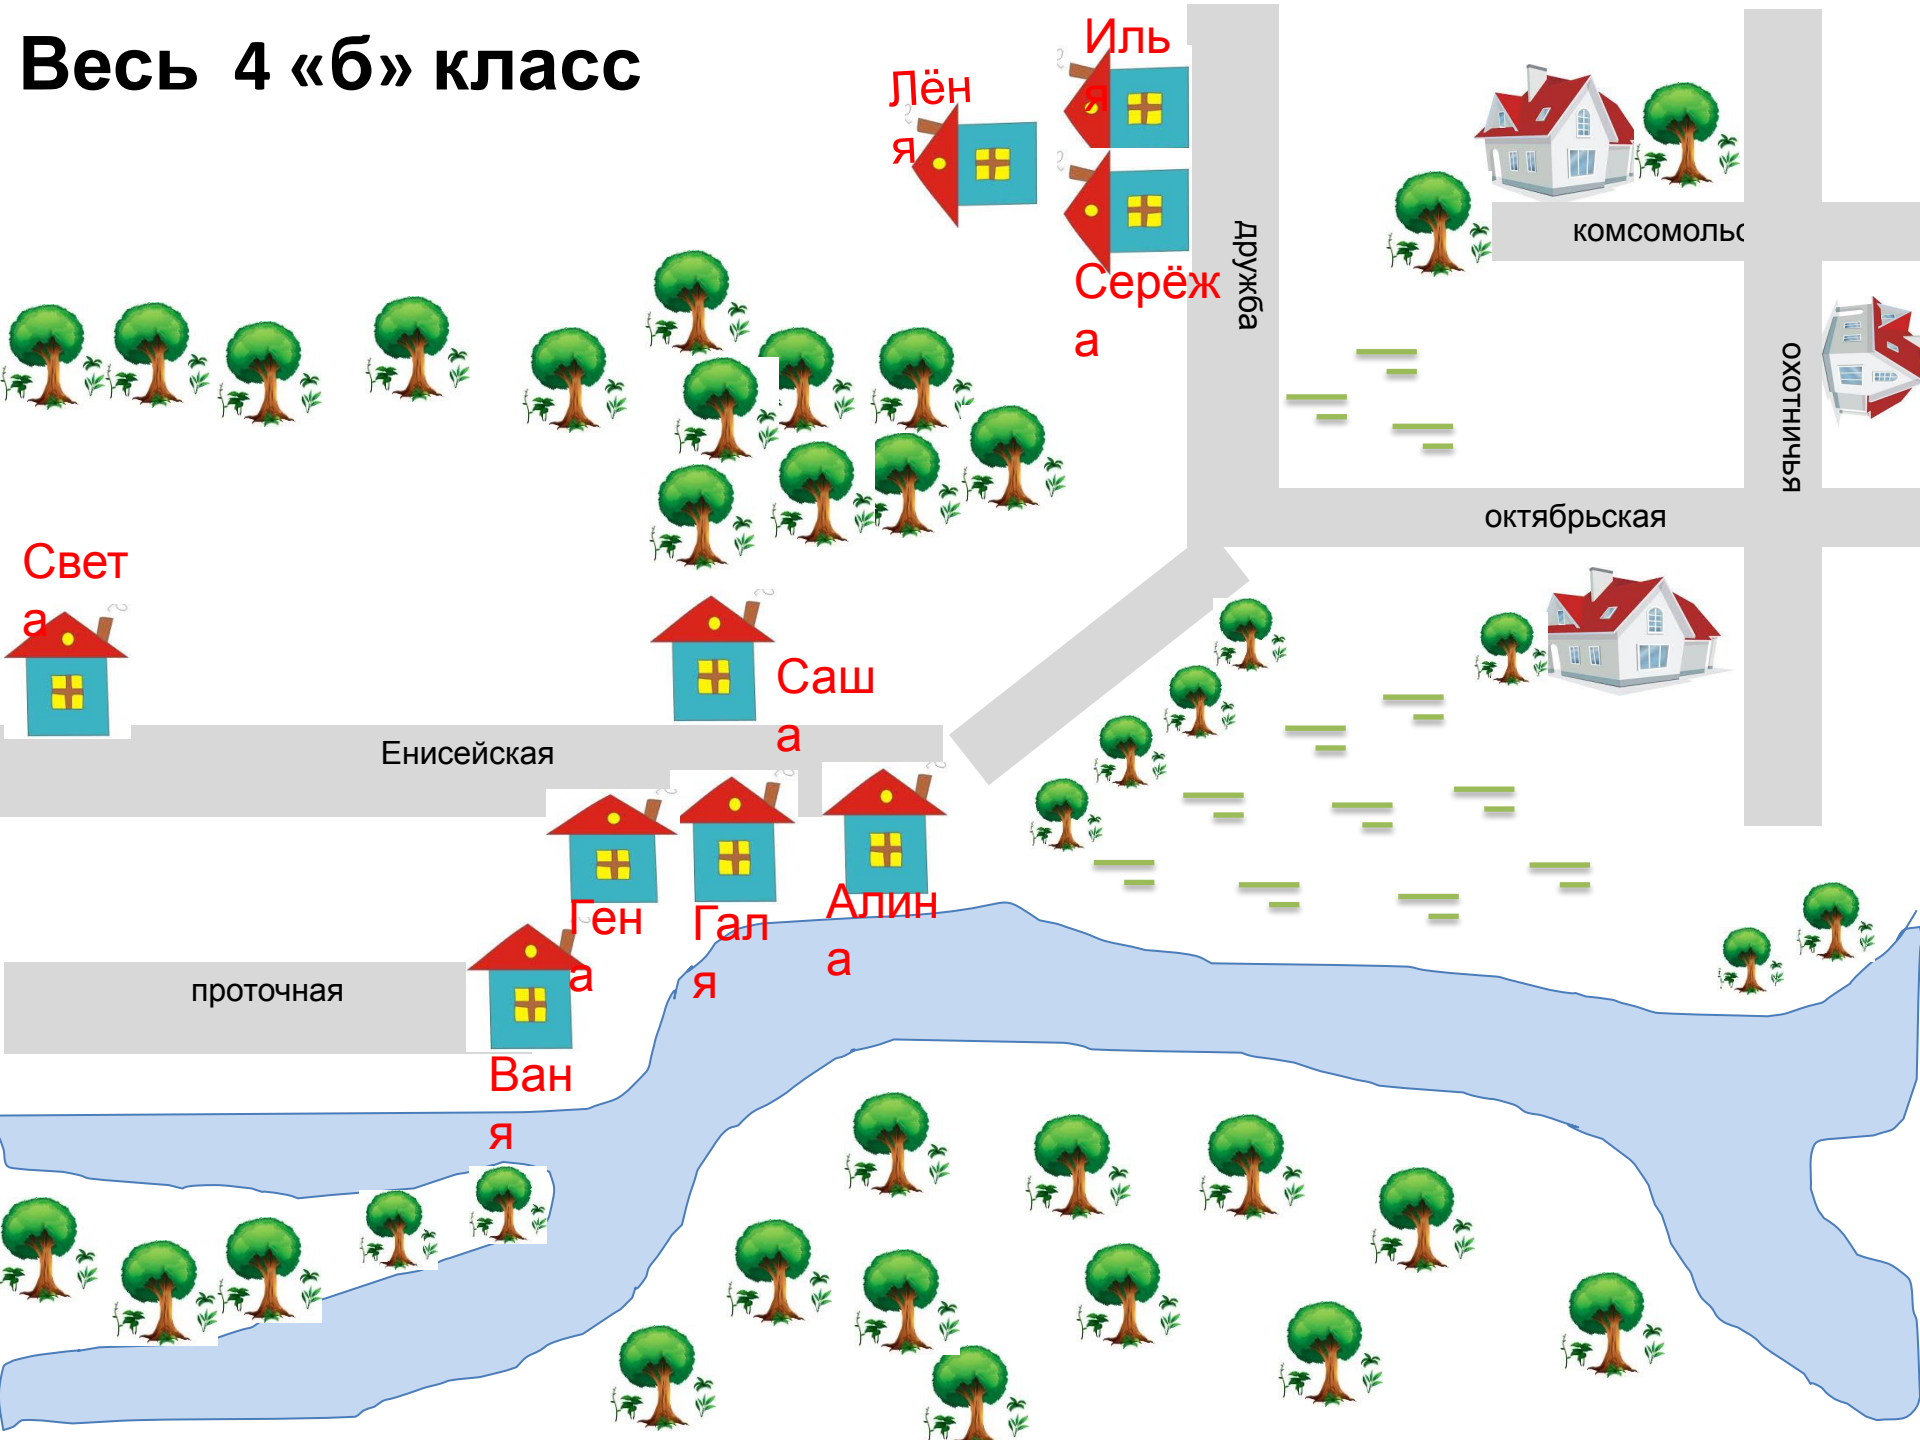 Весь 4 «б» класс
Иль
я
Лён
я
Серёж
а
дружба
комсомольс
охотничья
октябрьская
Свет
а
Саш
а
Енисейская
Ген
а
Гал
я
Алин
а
проточная
Ван
я